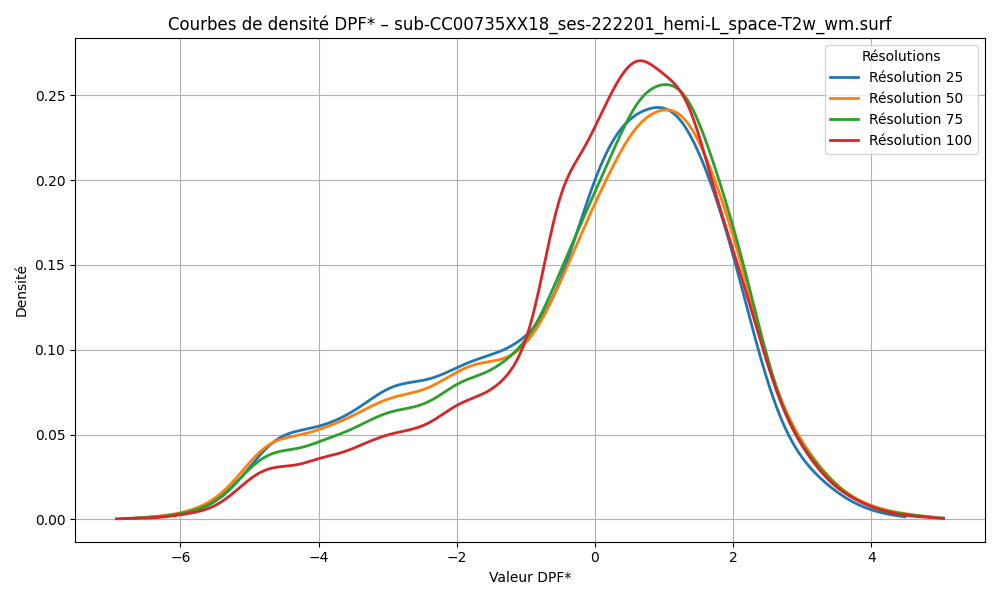 Courbes de densité DPF* – sub-CC00735XX18_ses-222201_hemi-L_space-T2w_wm.surf
Résolutions
Résolution 25
Résolution 50
Résolution 75
Résolution 100
Densité
0.25
0.20
0.15
0.10
0.05
0.00
−6
−4
−2
0
2
4
Valeur DPF*